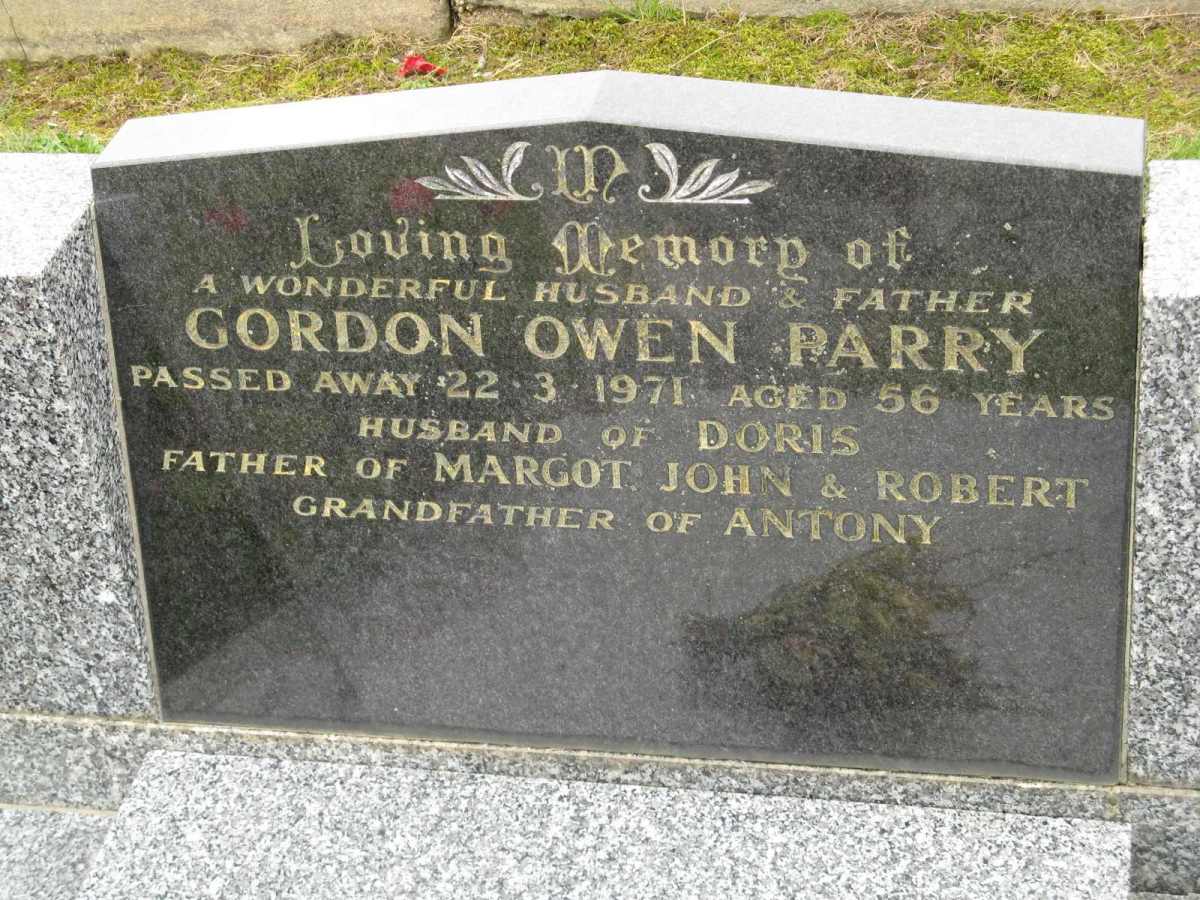 In
Loving Memory of
A WONDERFUL HUSBAND & FATHER
GORDON OWEN PARRY
PASSED AWAY 22 3 1971 AGED 56 YEARS
HUSBAND OF DORIS
FATHER OF MARGOT JOHN & ROBERT
GRANDFATHER OF ANTONY